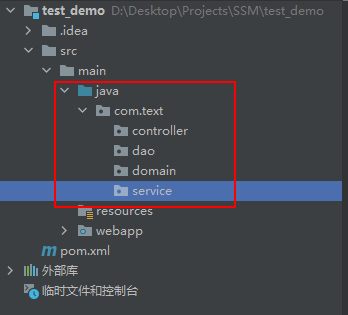 test_demo D:\Desktop\Projects\SSM\test_demo
.idea
src
main
java
com.text
controller
dao
domain
service
resources
webapp
pom.xml
外部库
临时文件和控制台